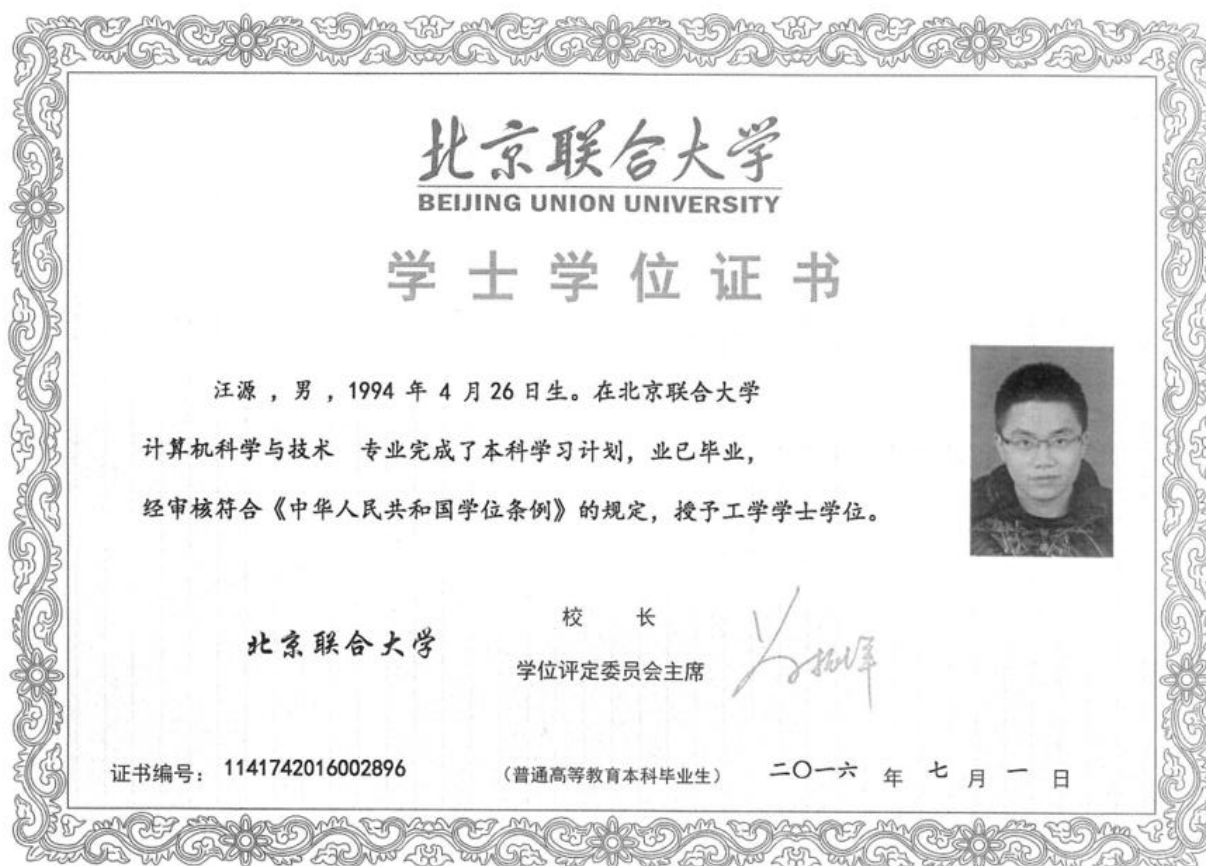 北京联合大学
BEIJING UNION UNIVERSITY
学士学位证书
汪源 ，男 ，1994 年 4 月 26 日生。在北京联合大学
计算机科学与技术 专业完成了本科学习计划，业已毕业，
经审核符合《中华人民共和国学位条例》的规定，授予工学学士学位。
北京联合大学
校 长
学位评定委员会主席
证书编号：1141742016002896
（普通高等教育本科毕业生）
二〇一六 年 七 月 一 日